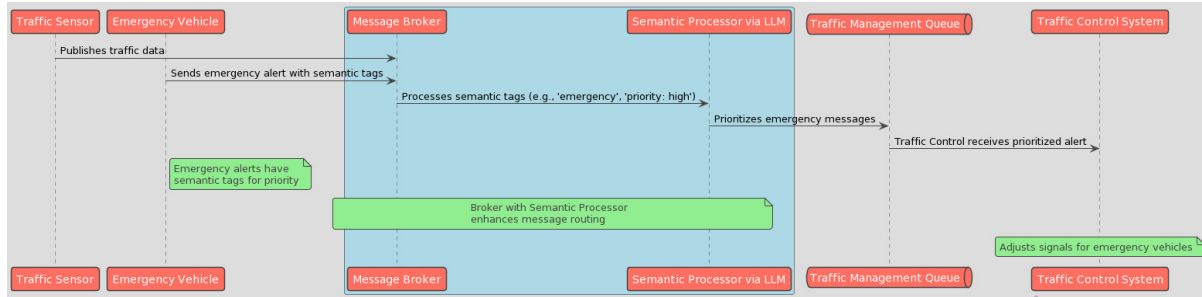 Traffic Sensor
Emergency Vehicle
Message Broker
Semantic Processor via LLM
Traffic Management Queue
Traffic Control System
Publishes traffic data
Sends emergency alert with semantic tags
Processes semantic tags (e.g., 'emergency', 'priority: high')
Prioritizes emergency messages
Traffic Control receives prioritized alert
Emergency alerts have
semantic tags for priority
Broker with Semantic Processor
enhances message routing
Adjusts signals for emergency vehicles
Traffic Sensor
Emergency Vehicle
Message Broker
Semantic Processor via LLM
Traffic Management Queue
Traffic Control System